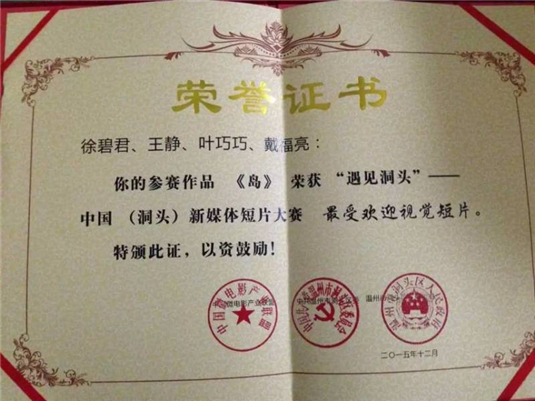 荣誉证书
徐碧君、王静、叶巧巧、戴福亮：
你的参赛作品 《岛》 荣获 “遇见洞头”——
中国 （洞头） 新媒体短片大赛 最受欢迎视觉短片。
特颁此证，以资鼓励！
二〇一五年十二月